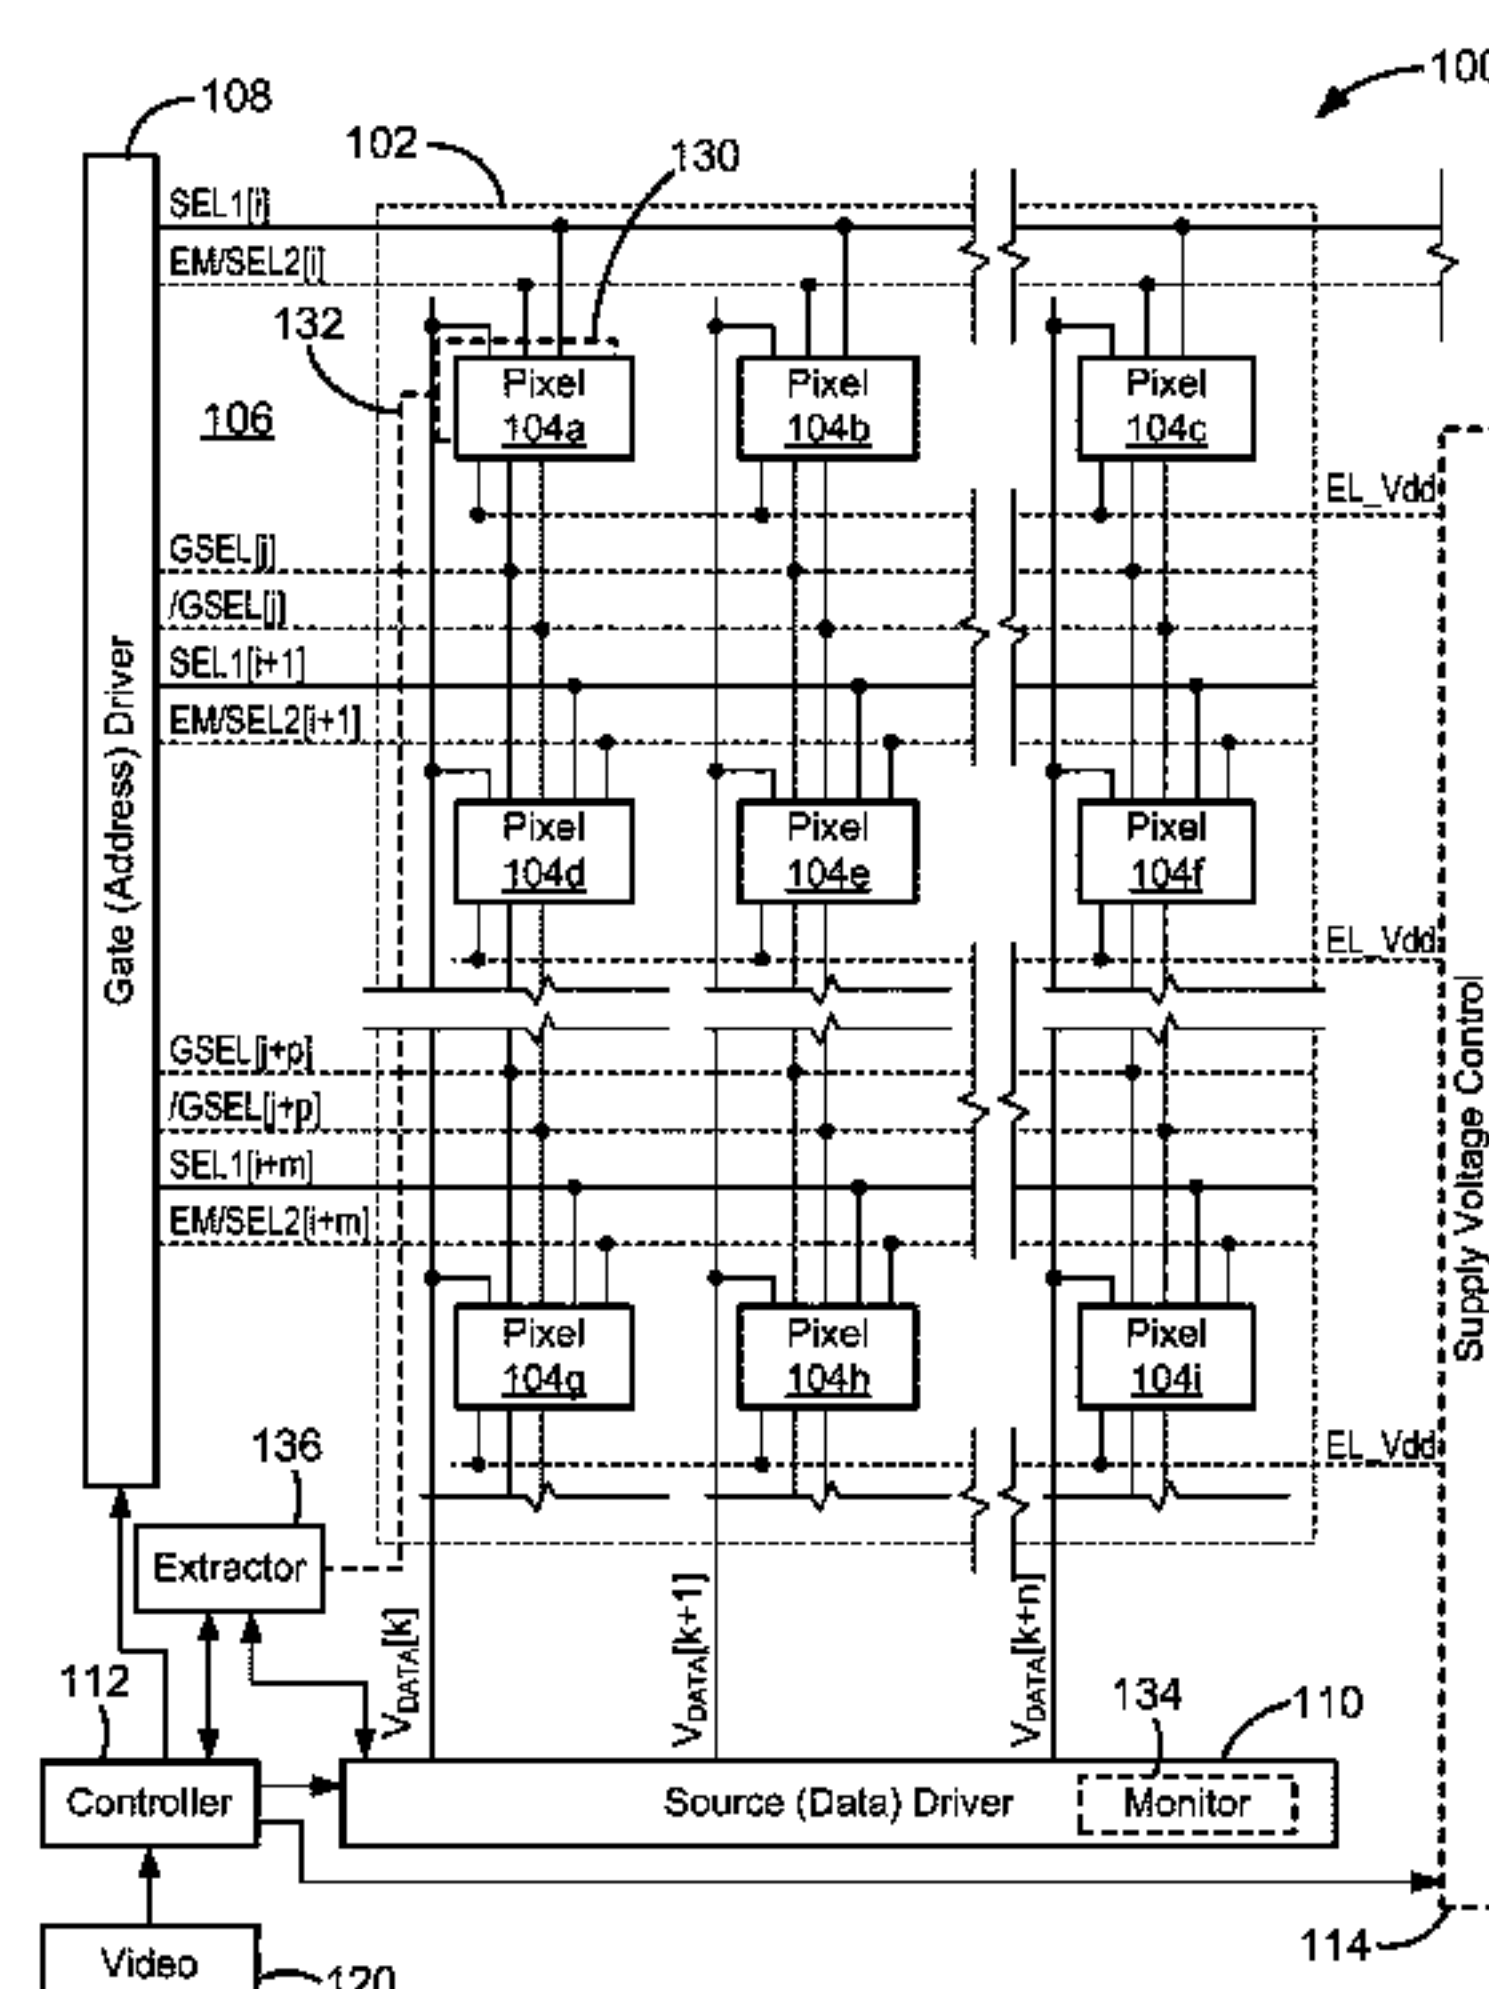 100
108
102
130
SEL1[i]
EM/SEL2[i]
132
106
Pixel
104a
Pixel
104b
Pixel
104c
EL_Vdd
GSEL[j]
/GSEL[j]
SEL1[i+1]
EM/SEL2[i+1]
Gate (Address) Driver
Pixel
104d
Pixel
104e
Pixel
104f
EL_Vdd
Supply Voltage Control
GSEL[j+p]
/GSEL[j+p]
SEL1[i+m]
EM/SEL2[i+m]
Pixel
104g
Pixel
104h
Pixel
104i
EL_Vdd
136
Extractor
VDATA[k]
VDATA[k+1]
VDATA[k+n]
112
134
110
Controller
Source (Data) Driver
Monitor
114
Video
120